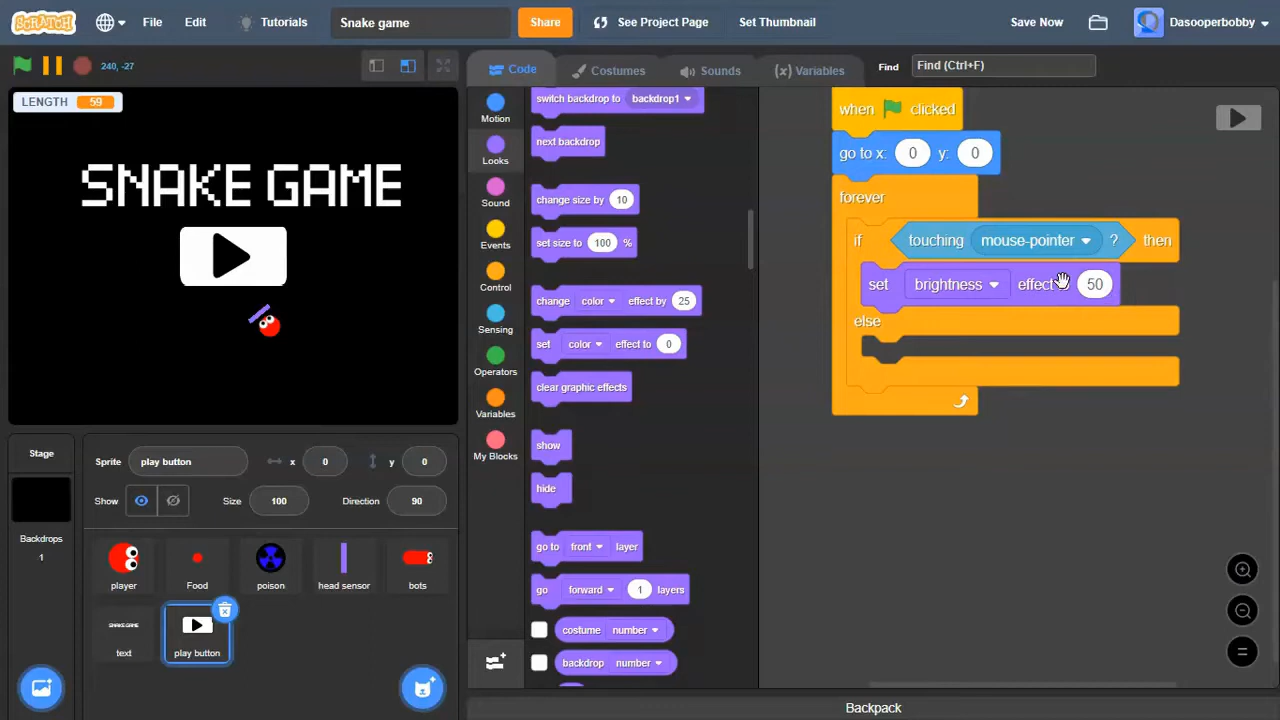 SCRATCH File Edit Tutorials Snake game Share See Project Page Set Thumbnail Save Now Dasooperbobby
240, -27 Code Costumes Sounds (x) Variables Find Find (Ctrl+F)
LENGTH 59
SNAKE GAME
Motion
Looks
Sound
Events
Control
Sensing
Operators
Variables
My Blocks
switch backdrop to backdrop1
next backdrop
change size by 10
set size to 100 %
change color effect by 25
set color effect to 0
clear graphic effects
show
hide
go to front layer
go forward 1 layers
costume number
backdrop number
when clicked
go to x: 0 y: 0
forever
if touching mouse-pointer ? then
set brightness effect 50
else
Stage
Backdrops
1
Sprite play button x 0 y 0
Show Size 100 Direction 90
player Food poison head sensor bots
SNAKE GAME
text play button
Backpack